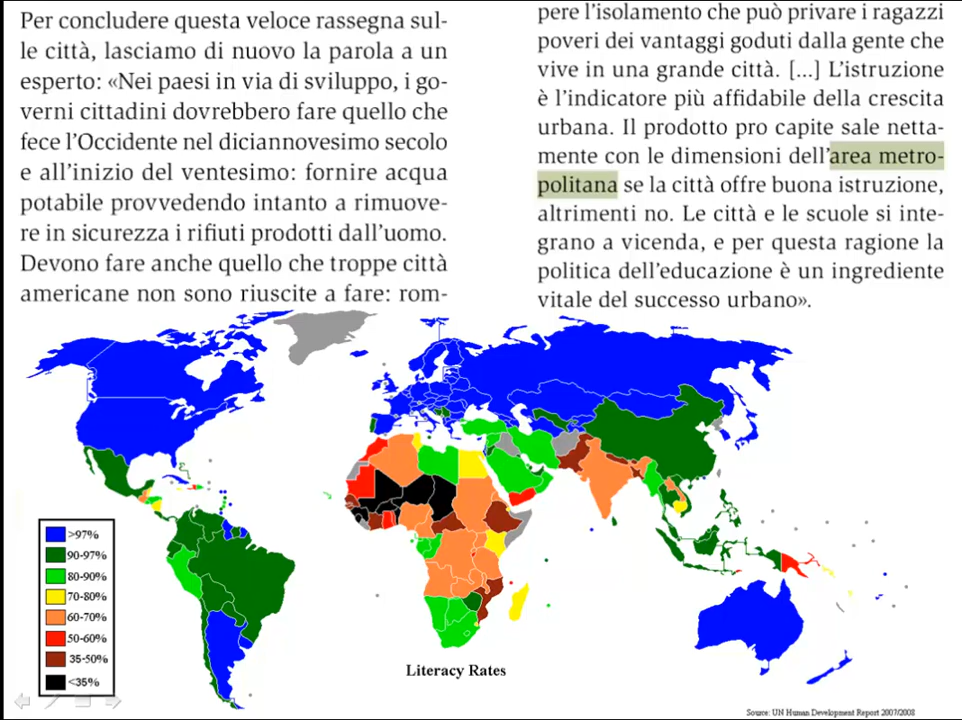 Per concludere questa veloce rassegna sul-
le città, lasciamo di nuovo la parola a un
esperto: «Nei paesi in via di sviluppo, i go-
verni cittadini dovrebbero fare quello che
fece l'Occidente nel diciannovesimo secolo
e all'inizio del ventesimo: fornire acqua
potabile provvedendo intanto a rimuove-
re in sicurezza i rifiuti prodotti dall'uomo.
Devono fare anche quello che troppe città
americane non sono riuscite a fare: rom-
pere l'isolamento che può privare i ragazzi
poveri dei vantaggi goduti dalla gente che
vive in una grande città. [...] L'istruzione
è l'indicatore più affidabile della crescita
urbana. Il prodotto pro capite sale netta-
mente con le dimensioni dell'area metro-
politana se la città offre buona istruzione,
altrimenti no. Le città e le scuole si inte-
grano a vicenda, e per questa ragione la
politica dell'educazione è un ingrediente
vitale del successo urbano».
>97%
90-97%
80-90%
70-80%
60-70%
50-60%
35-50%
<35%
Literacy Rates
Source: UN Human Development Report 2007/2008